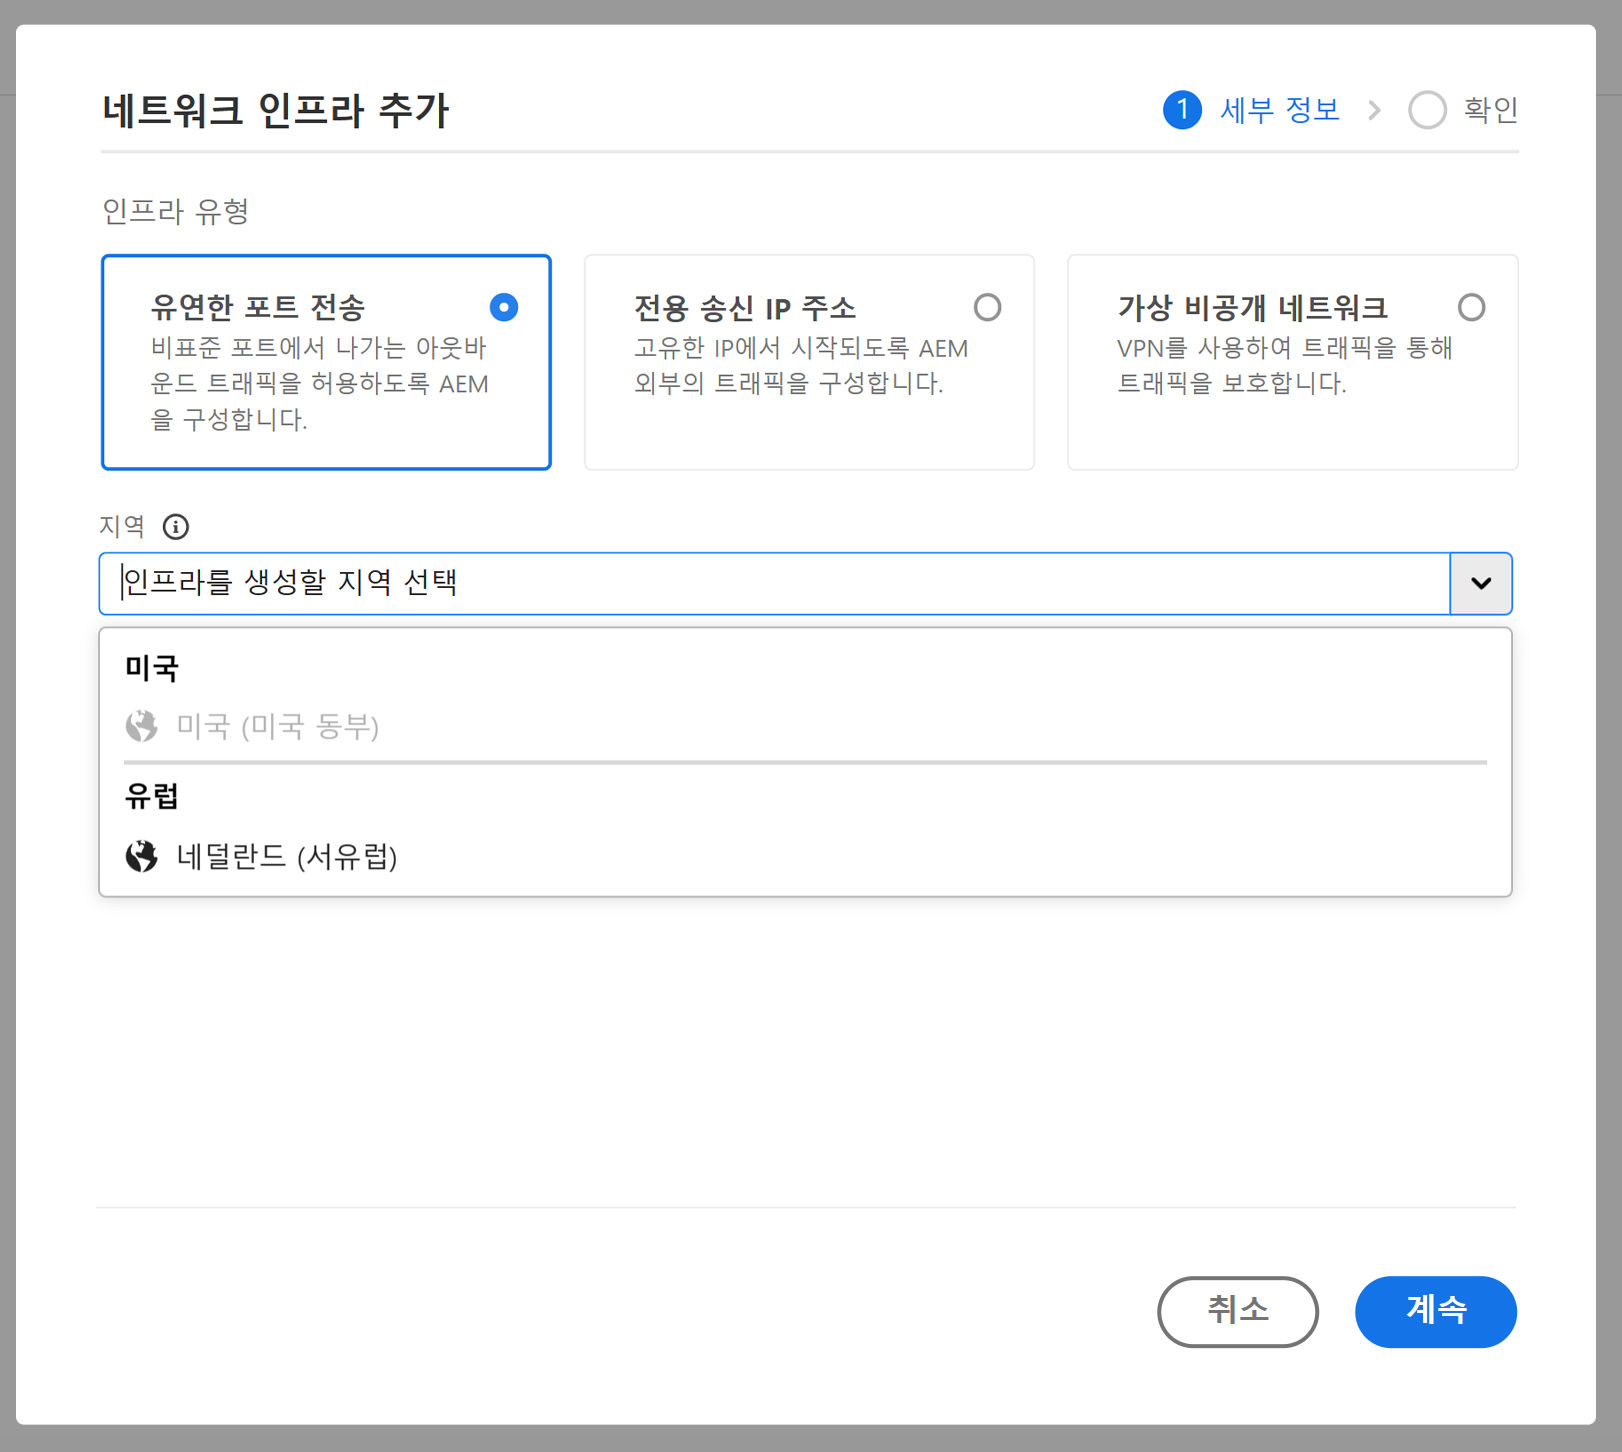 네트워크 인프라 추가
1 세부 정보 > 확인
인프라 유형
유연한 포트 전송
비표준 포트에서 나가는 아웃바
운드 트래픽을 허용하도록 AEM
을 구성합니다.
전용 송신 IP 주소
고유한 IP에서 시작되도록 AEM
외부의 트래픽을 구성합니다.
가상 비공개 네트워크
VPN를 사용하여 트래픽을 통해
트래픽을 보호합니다.
지역
인프라를 생성할 지역 선택
미국
미국 (미국 동부)
유럽
네덜란드 (서유럽)
취소
계속